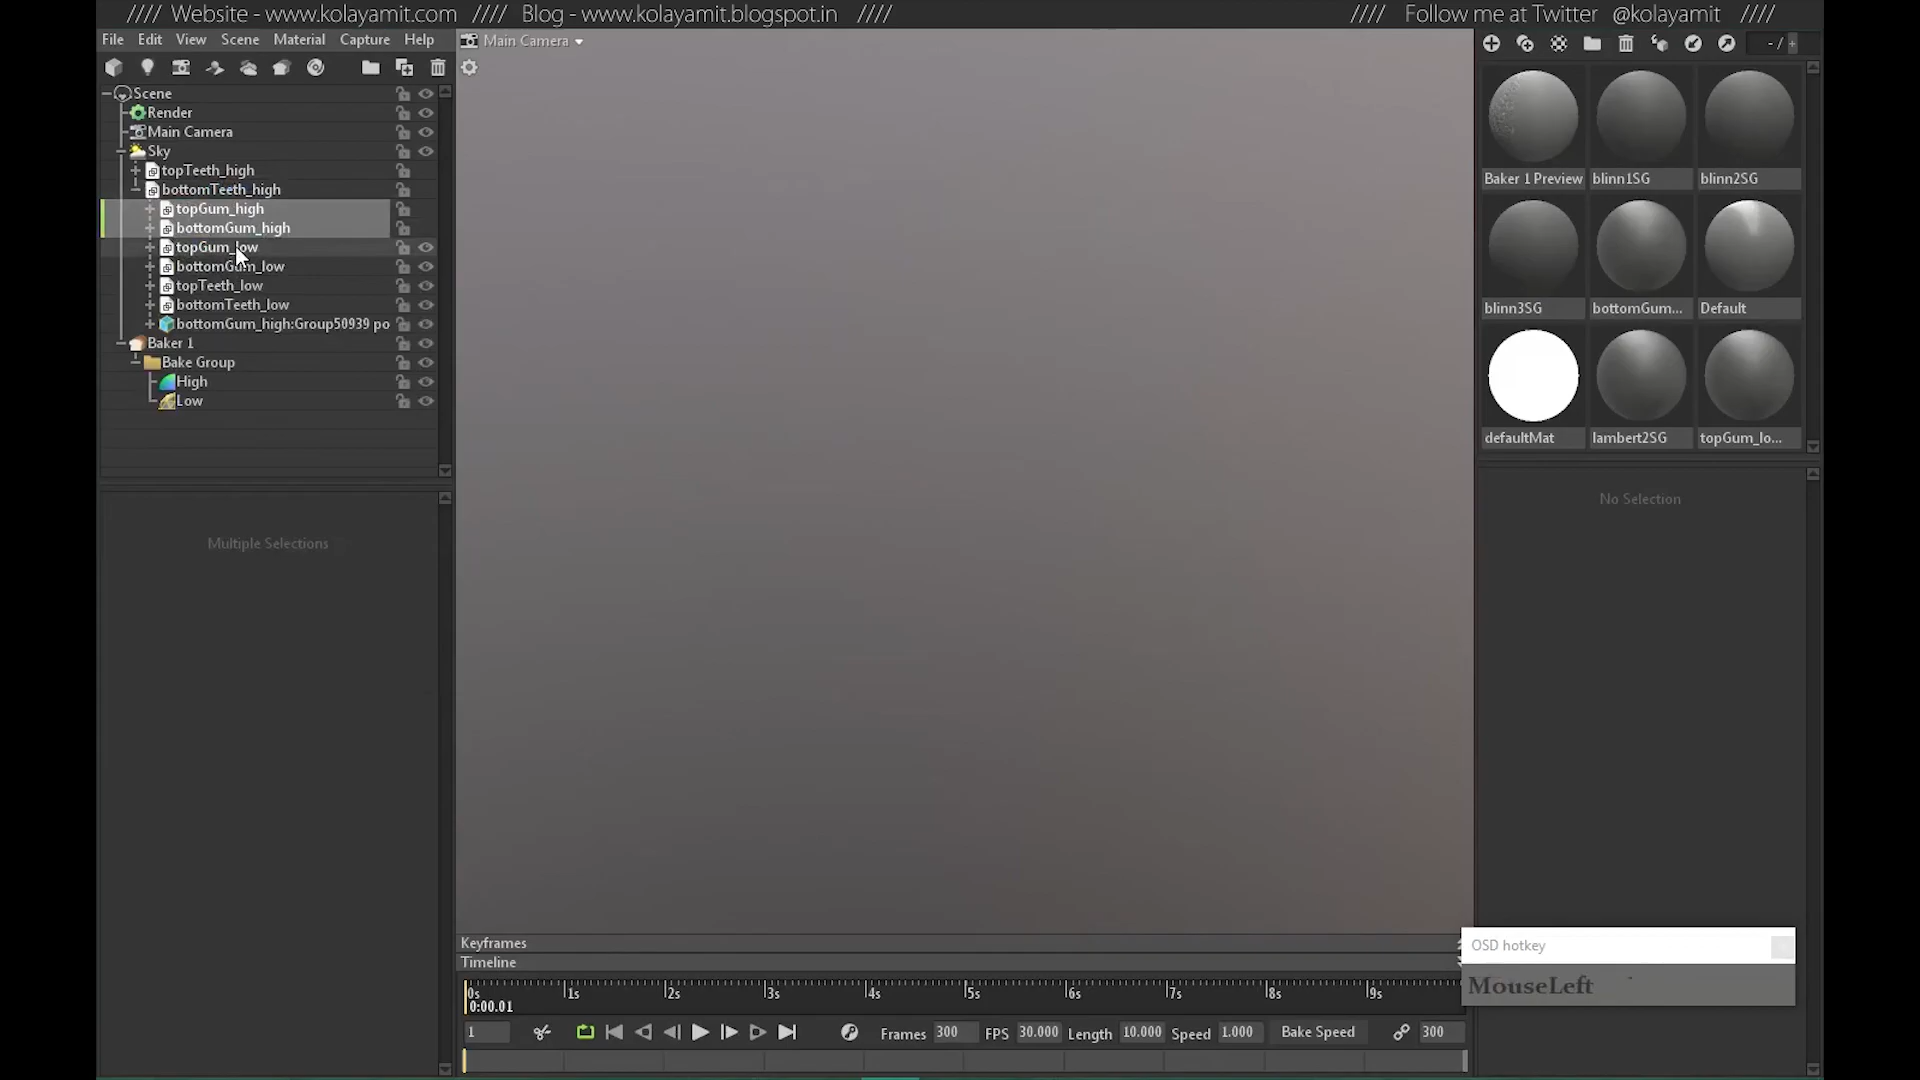 //// Website - www.kolayamit.com //// Blog - www.kolayamit.blogspot.in ////
//// Follow me at Twitter @kolayamit ////
File Edit View Scene Material Capture Help
Main Camera
- / +
Scene
Render
Main Camera
Sky
topTeeth_high
bottomTeeth_high
topGum_high
bottomGum_high
topGum_low
bottomGum_low
topTeeth_low
bottomTeeth_low
bottomGum_high:Group50939 po
Baker 1
Bake Group
High
Low
Multiple Selections
Baker 1 Preview
blinn1SG
blinn2SG
blinn3SG
bottomGum...
Default
defaultMat
lambert2SG
topGum_lo...
No Selection
Keyframes
Timeline
0s 1s 2s 3s 4s 5s 6s 7s 8s 9s
0:00.01
1 Frames 300 FPS 30.000 Length 10.000 Speed 1.000 Bake Speed 300
OSD hotkey
MouseLeft